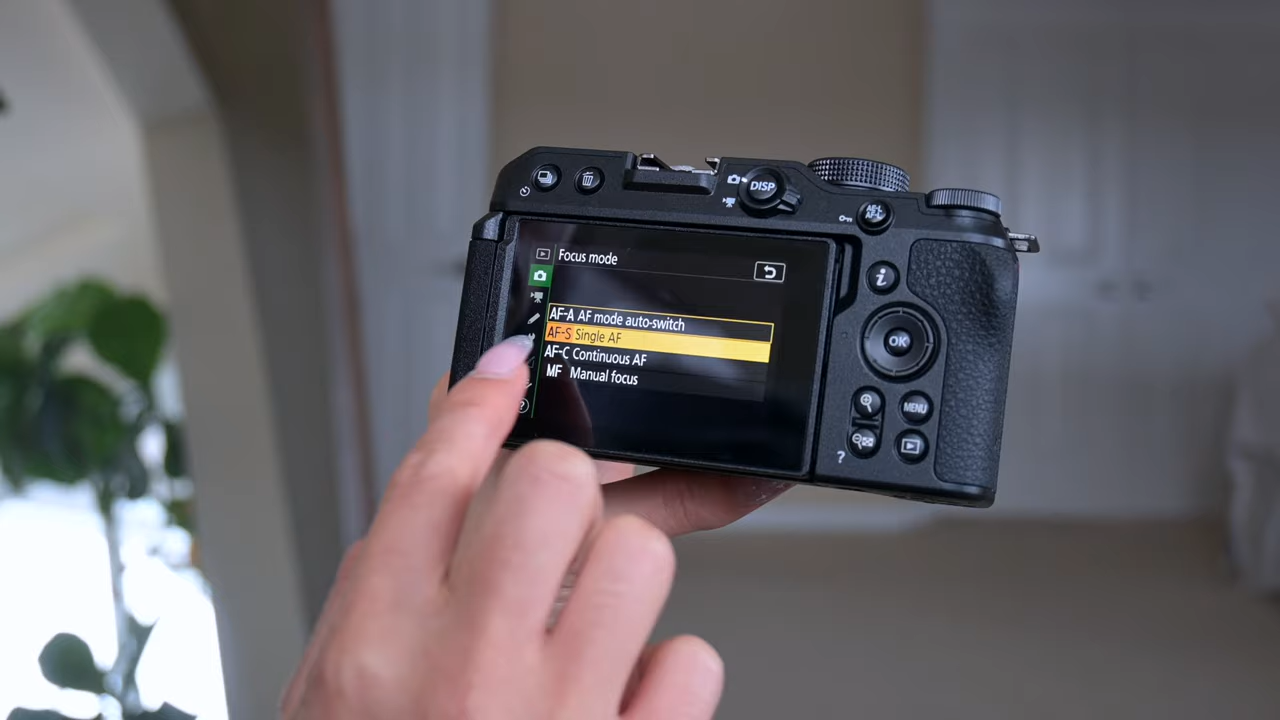 DISP
AE-L
AF-L
Focus mode
i
AF-A AF mode auto-switch
AF-S Single AF
AF-C Continuous AF
MF Manual focus
OK
MENU
?
?